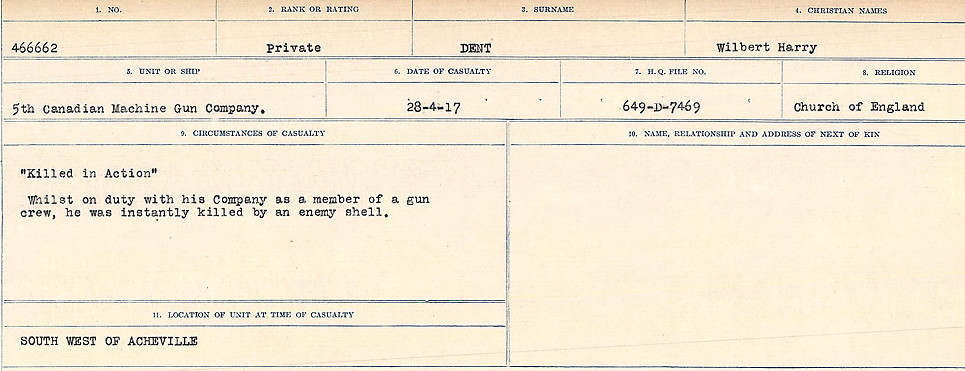 1. NO.
2. RANK OR RATING
3. SURNAME
4. CHRISTIAN NAMES
466662
Private
DENT
Wilbert Harry
5. UNIT OR SHIP
6. DATE OF CASUALTY
7. H.Q. FILE NO.
8. RELIGION
5th Canadian Machine Gun Company.
28-4-17
649-D-7469
Church of England
9. CIRCUMSTANCES OF CASUALTY
10. NAME, RELATIONSHIP AND ADDRESS OF NEXT OF KIN
"Killed in Action"
Whilst on duty with his Company as a member of a gun
crew, he was instantly killed by an enemy shell.
11. LOCATION OF UNIT AT TIME OF CASUALTY
SOUTH WEST OF ACHEVILLE